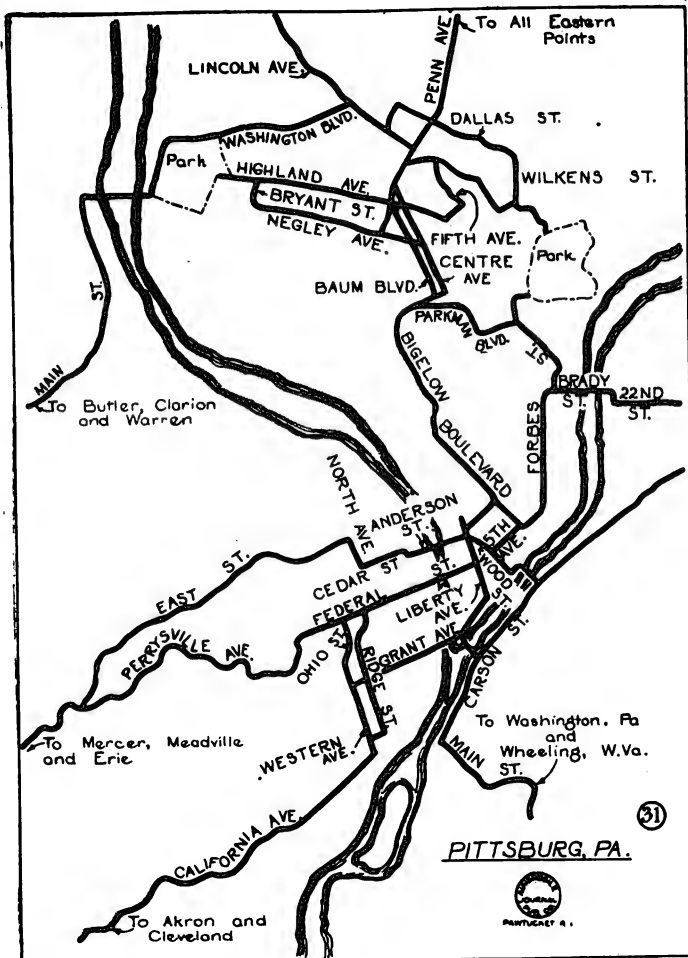 To All Eastern
Points
PENN AVE.
LINCOLN AVE.
DALLAS ST.
WASHINGTON BLVD.
Park
HIGHLAND AVE.
WILKENS ST.
BRYANT ST.
NEGLEY AVE.
FIFTH AVE.
CENTRE
AVE
Park
BAUM BLVD.
PARKMAN
BLVD.
ST.
MAIN ST.
BIGELOW
BOULEVARD
BRADY
ST.
22ND
ST.
FORBES
To Butler, Clarion
and Warren
NORTH AVE
ANDERSON
ST.
5TH
AVE.
WOOD
ST.
CEDAR ST
EAST ST.
FEDERAL ST.
LIBERTY
AVE.
PERRYSVILLE AVE.
OHIO ST.
RIDGE ST.
GRANT AVE
CARSON ST.
To Mercer, Meadville
and Erie
WESTERN
AVE.
To Washington, Pa
and
Wheeling, W.Va.
MAIN
ST.
CALIFORNIA AVE.
31
PITTSBURG, PA.
JOURNAL
PAWTUCKET R.I.
To Akron and
Cleveland